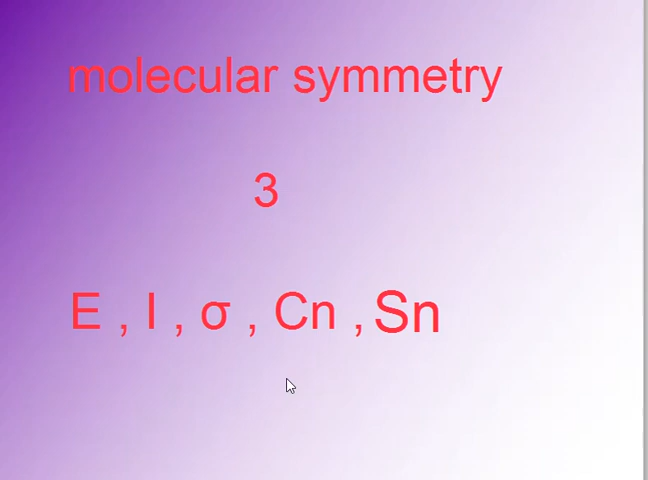 molecular symmetry
3
E , I , σ , Cn , Sn